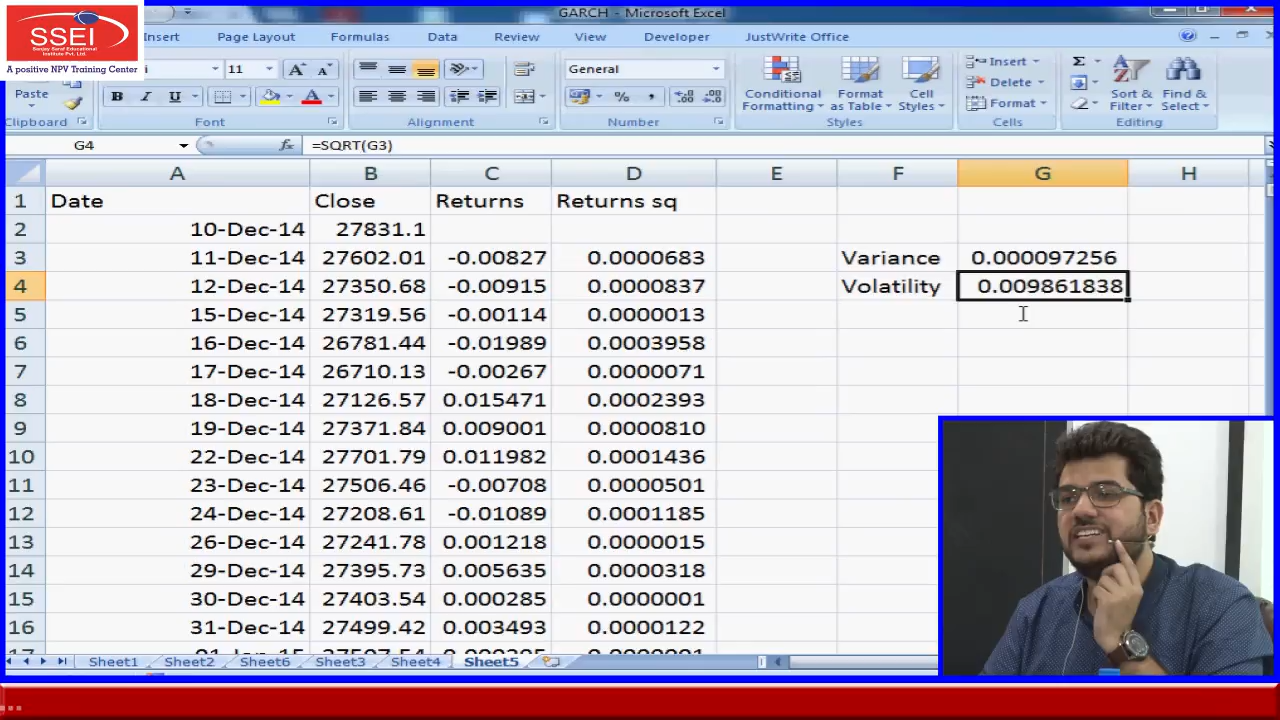 GARCH - Microsoft Excel
SSEI
Sanjay Saraf Educational
Institute Pvt. Ltd.
A positive NPV Training Center
Insert Page Layout Formulas Data Review View Developer JustWrite Office
11 General
Paste
B I U
Conditional Formatting
Format as Table
Cell Styles
Insert
Delete
Format
Sort & Filter
Find & Select
Clipboard Font Alignment Number Styles Cells Editing
G4 fx =SQRT(G3)
A B C D E F G H
1 Date Close Returns Returns sq
2 10-Dec-14 27831.1
3 11-Dec-14 27602.01 -0.00827 0.0000683 Variance 0.000097256
4 12-Dec-14 27350.68 -0.00915 0.0000837 Volatility 0.009861838
5 15-Dec-14 27319.56 -0.00114 0.0000013
6 16-Dec-14 26781.44 -0.01989 0.0003958
7 17-Dec-14 26710.13 -0.00267 0.0000071
8 18-Dec-14 27126.57 0.015471 0.0002393
9 19-Dec-14 27371.84 0.009001 0.0000810
10 22-Dec-14 27701.79 0.011982 0.0001436
11 23-Dec-14 27506.46 -0.00708 0.0000501
12 24-Dec-14 27208.61 -0.01089 0.0001185
13 26-Dec-14 27241.78 0.001218 0.0000015
14 29-Dec-14 27395.73 0.005635 0.0000318
15 30-Dec-14 27403.54 0.000285 0.0000001
16 31-Dec-14 27499.42 0.003493 0.0000122
Sheet1 Sheet2 Sheet6 Sheet3 Sheet4 Sheet5
...